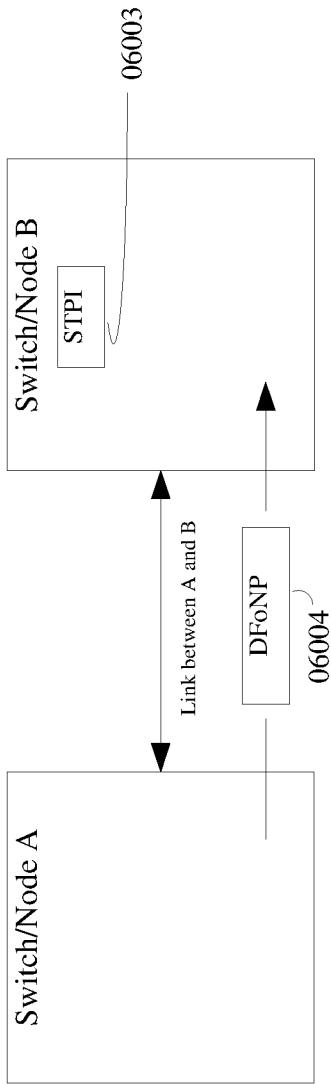 Switch/Node A
Switch/Node B
STPI
06003
Link between A and B
DFoNP
06004